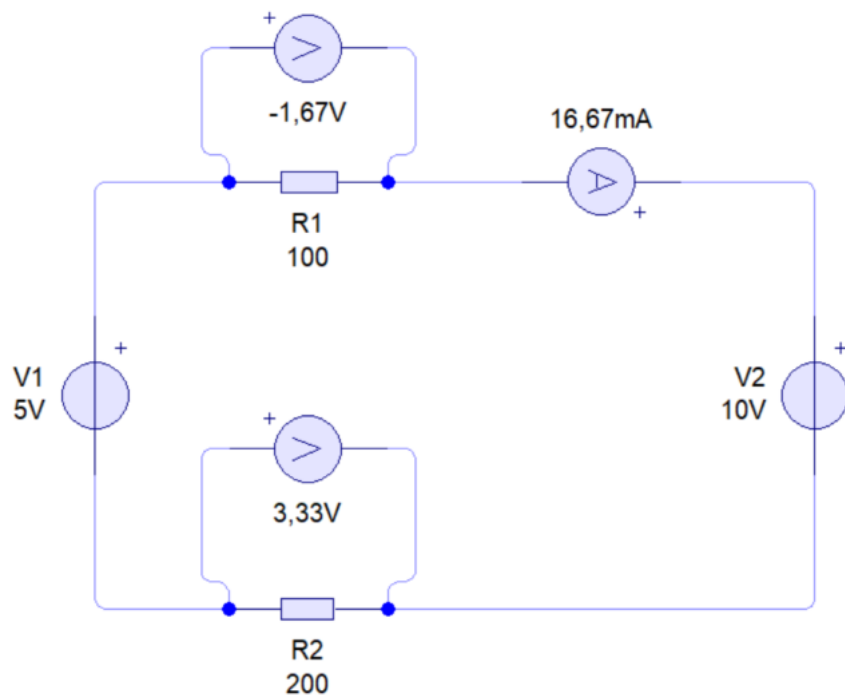 +
V
-1,67V
16,67mA
A
+
R1
100
V1
5V
+
V2
10V
+
+
V
3,33V
R2
200